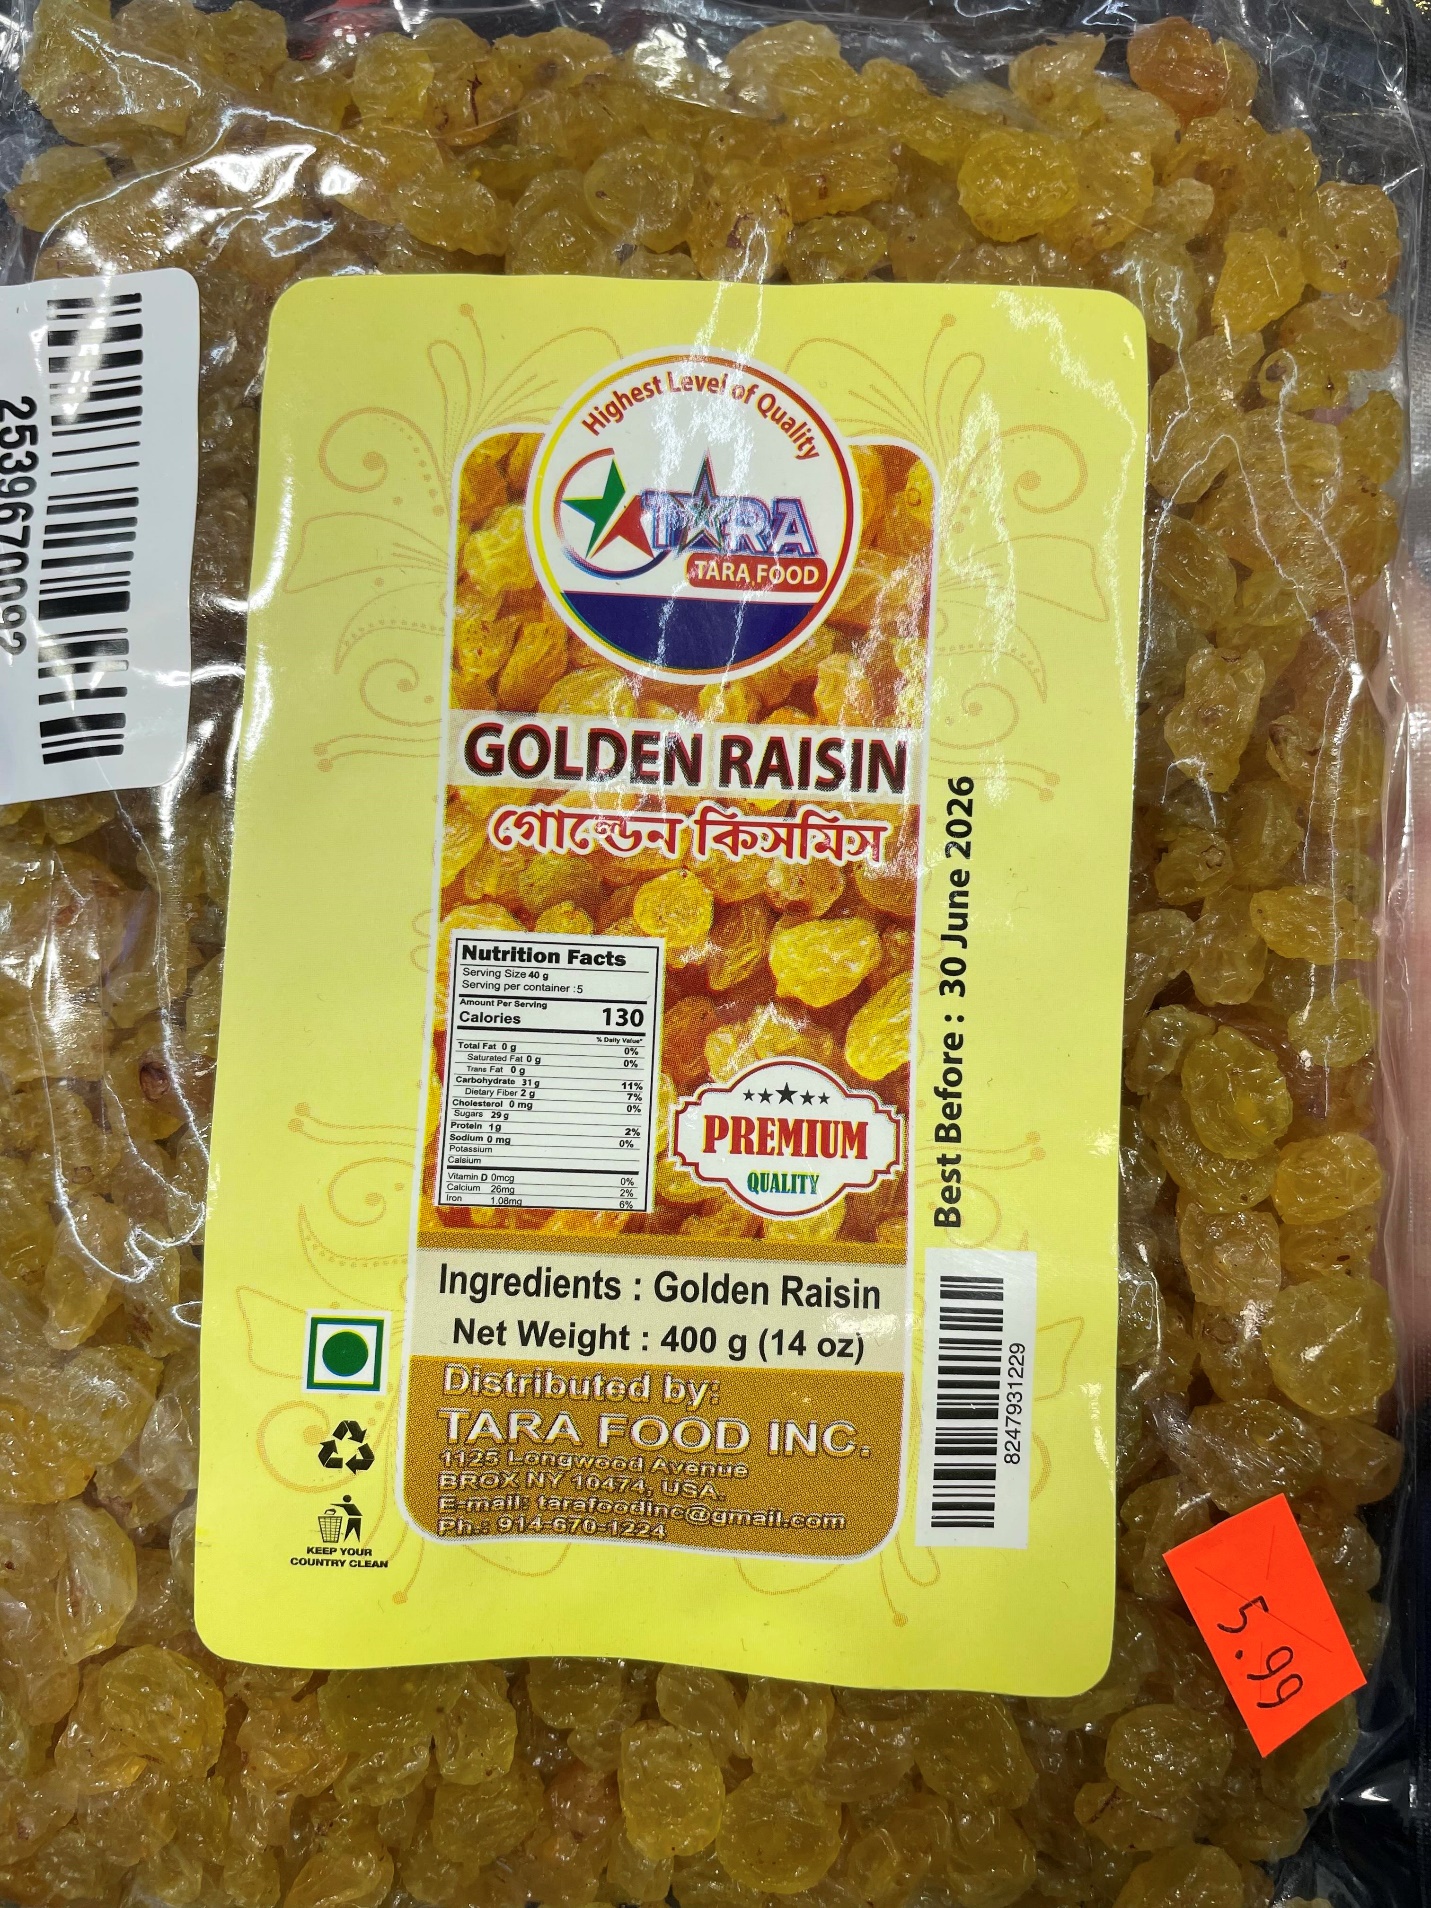 253967009
Highest Level of Quality
TARA
TARA FOOD
GOLDEN RAISIN
গোল্ডেন কিসমিস
Nutrition Facts
Serving Size 40 g
Serving per container :5
Amount Per Serving
Calories 130
% Daily Value*
Total Fat 0 g 0%
Saturated Fat 0 g 0%
Trans Fat 0 g
Carbohydrate 31 g 11%
Dietary Fiber 2 g 7%
Cholesterol 0 mg 0%
Sugars 29 g
Protein 1 g 2%
Sodium 0 mg 0%
Potassium
Calsium
Vitamin D 0mcg 0%
Calcium 26mg 2%
Iron 1.08mg 6%
PREMIUM
QUALITY
Best Before : 30 June 2026
Ingredients : Golden Raisin
Net Weight : 400 g (14 oz)
Distributed by:
TARA FOOD INC.
1125 Longwood Avenue
BROX NY 10474, USA.
E-mail: tarafoodinc@gmail.com
Ph.: 914-670-1224
8247931229
KEEP YOUR
COUNTRY CLEAN
5.99